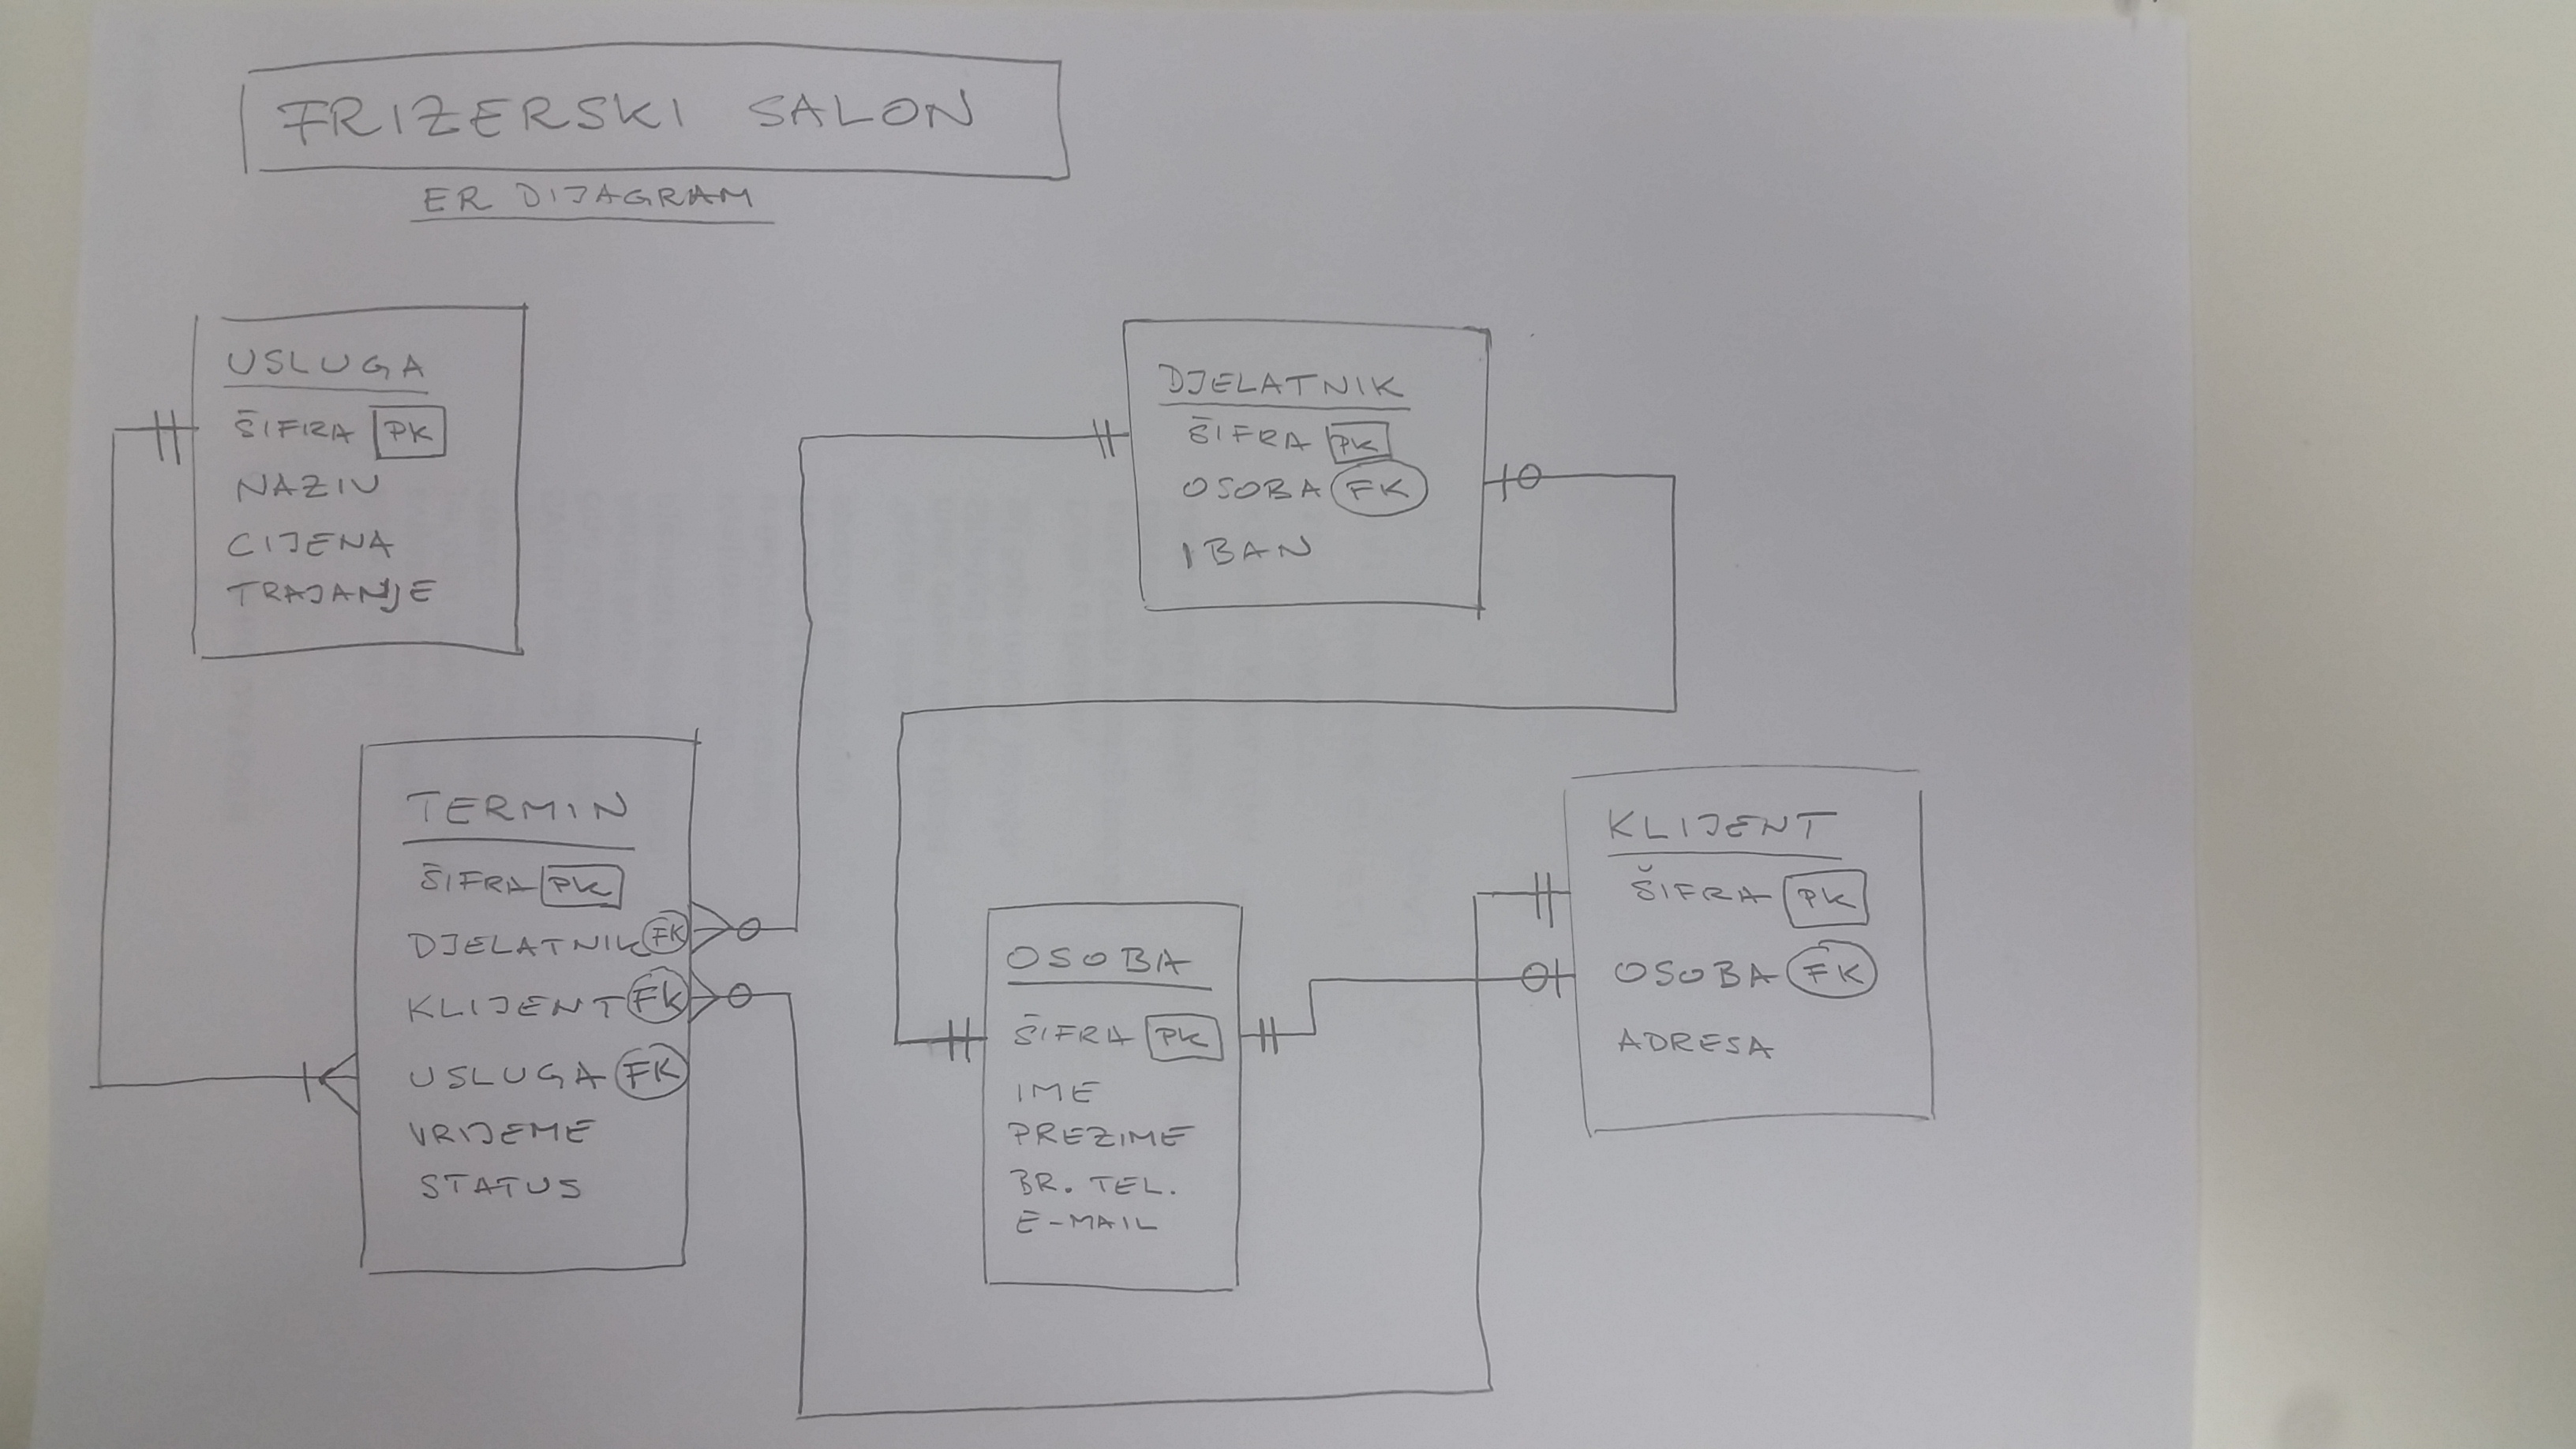 FRIZERSKI SALON
ER DIJAGRAM
USLUGA
ŠIFRA PK
NAZIV
CIJENA
TRAJANJE
DJELATNIK
ŠIFRA PK
OSOBA FK
IBAN
TERMIN
ŠIFRA PK
DJELATNIK FK
KLIJENT FK
USLUGA FK
VRIJEME
STATUS
OSOBA
ŠIFRA PK
IME
PREZIME
BR. TEL.
E-MAIL
KLIJENT
ŠIFRA PK
OSOBA FK
ADRESA